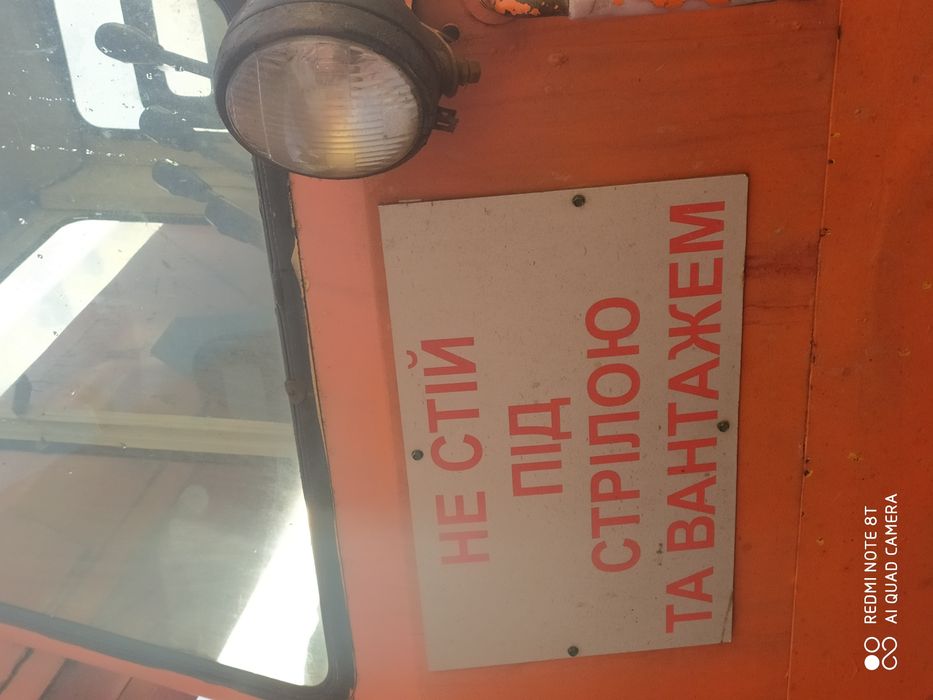 НЕ СТІЙ
ПІД
СТРІЛОЮ
ТА ВАНТАЖЕМ
REDMI NOTE 8T
AI QUAD CAMERA